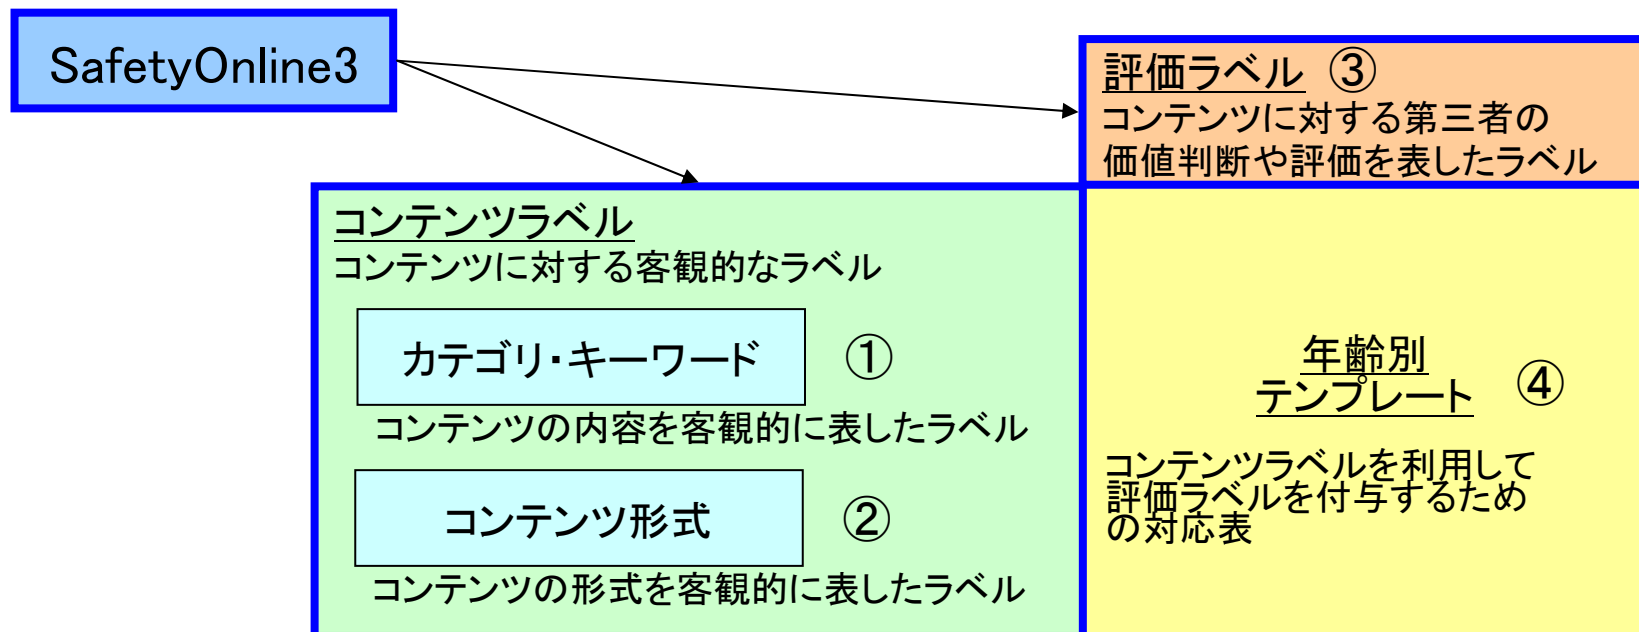 SafetyOnline3
評価ラベル ③
コンテンツに対する第三者の
価値判断や評価を表したラベル
コンテンツラベル
コンテンツに対する客観的なラベル
カテゴリ・キーワード ①
コンテンツの内容を客観的に表したラベル
コンテンツ形式 ②
コンテンツの形式を客観的に表したラベル
年齢別
テンプレート ④
コンテンツラベルを利用して
評価ラベルを付与するため
の対応表